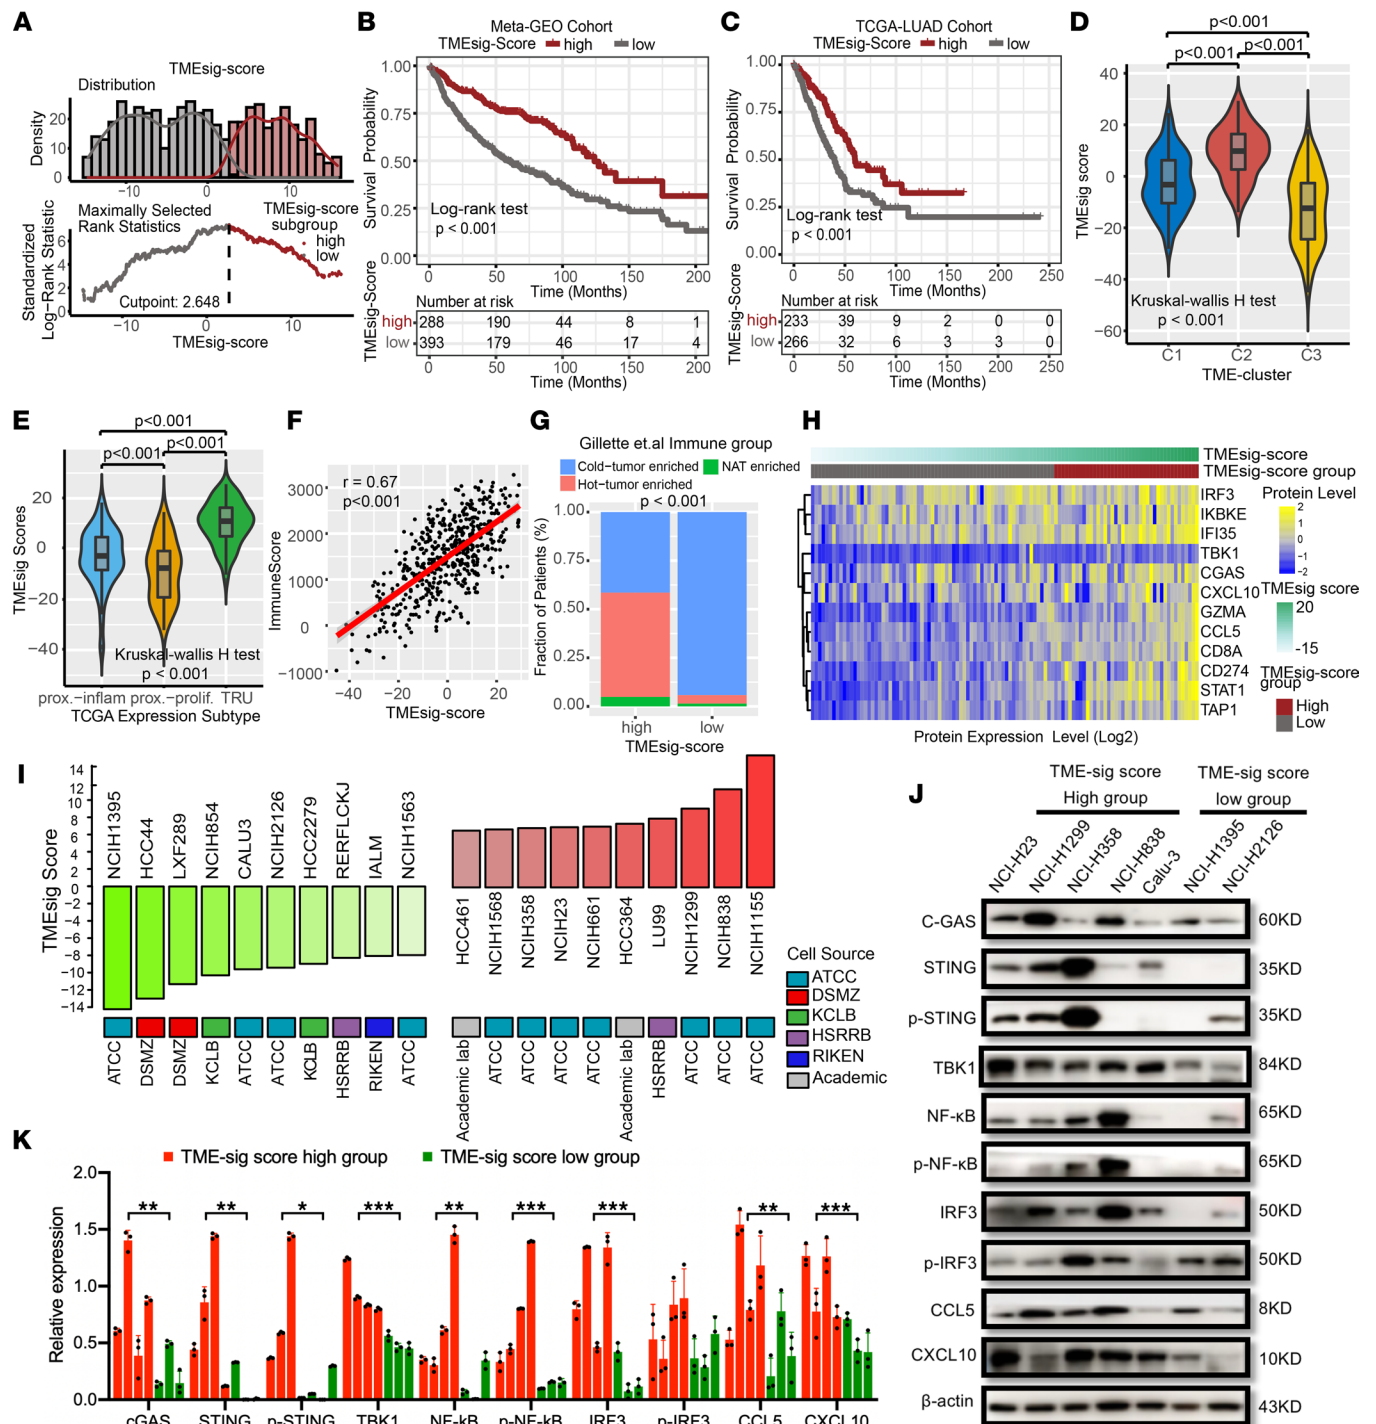 A
TMEsig-score
Distribution
Density
20
10
0
−10
0
10
Maximally Selected
Rank Statistics
TMEsig-score
subgroup
high
low
Standardized
Log−Rank Statistic
6
4
2
0
Cutpoint: 2.648
−10
0
10
TMEsig-score
B
Meta-GEO Cohort
TMEsig-Score high low
Survival Probability
1.00
0.75
0.50
0.25
0.00
Log-rank test
p < 0.001
0 50 100 150 200
Time (Months)
TMEsig-Score
Number at risk
high 288 190 44 8 1
low 393 179 46 17 4
0 50 100 150 200
Time (Months)
C
TCGA-LUAD Cohort
TMEsig-Score high low
Survival Probability
1.00
0.75
0.50
0.25
0.00
Log-rank test
p < 0.001
0 50 100 150 200 250
Time (Months)
TMEsig-Score
Number at risk
high 233 39 9 2 0 0
low 266 32 6 3 3 0
0 50 100 150 200 250
Time (Months)
D
p<0.001
p<0.001 p<0.001
TMEsig score
40
20
0
−20
−40
−60
Kruskal-wallis H test
p < 0.001
C1 C2 C3
TME-cluster
E
p<0.001
p<0.001 p<0.001
TMEsig Scores
20
0
−20
−40
Kruskal-wallis H test
p < 0.001
prox.−inflam prox.−prolif. TRU
TCGA Expression Subtype
F
r = 0.67
p<0.001
ImmuneScore
3000
2000
1000
0
−1000
−40 −20 0 20
TMEsig-score
G
Gillette et.al Immune group
Cold−tumor enriched NAT enriched
Hot−tumor enriched
p < 0.001
Fraction of Patients (%)
1.00
0.75
0.50
0.25
0.00
high low
TMEsig-score
H
TMEsig-score
TMEsig-score group
IRF3
IKBKE
IFI35
TBK1
CGAS
CXCL10
GZMA
CCL5
CD8A
CD274
STAT1
TAP1
Protein Expression Level (Log2)
Protein Level
2
1
0
−1
−2
TMEsig score
20
-15
TMEsig-score
group
High
Low
I
TMEsig Score
14
12
10
8
6
4
2
0
−2
−4
−6
−8
−10
−12
−14
NCIH1395 HCC44 LXF289 NCIH854 CALU3 NCIH2126 HCC2279 RERFLCKJ IALM NCIH1563
HCC461 NCIH1568 NCIH358 NCIH23 NCIH661 HCC364 LU99 NCIH1299 NCIH838 NCIH1155
ATCC DSMZ DSMZ KCLB ATCC ATCC KCLB HSRRB RIKEN ATCC
Academic lab ATCC ATCC ATCC ATCC Academic lab HSRRB ATCC ATCC ATCC
Cell Source
ATCC
DSMZ
KCLB
HSRRB
RIKEN
Academic
J
TME-sig score
High group
TME-sig score
low group
NCI-H23 NCI-H1299 NCI-H358 NCI-H838 Calu-3 NCI-H1395 NCI-H2126
C-GAS 60KD
STING 35KD
p-STING 35KD
TBK1 84KD
NF-κB 65KD
p-NF-κB 65KD
IRF3 50KD
p-IRF3 50KD
CCL5 8KD
CXCL10 10KD
β-actin 43KD
K
TME-sig score high group TME-sig score low group
Relative expression
2.0
1.5
1.0
0.5
0.0
** ** * *** ** *** *** ** ***
cGAS STING p-STING TBK1 NF-kB p-NF-kB IRF3 p-IRF3 CCL5 CXCL10